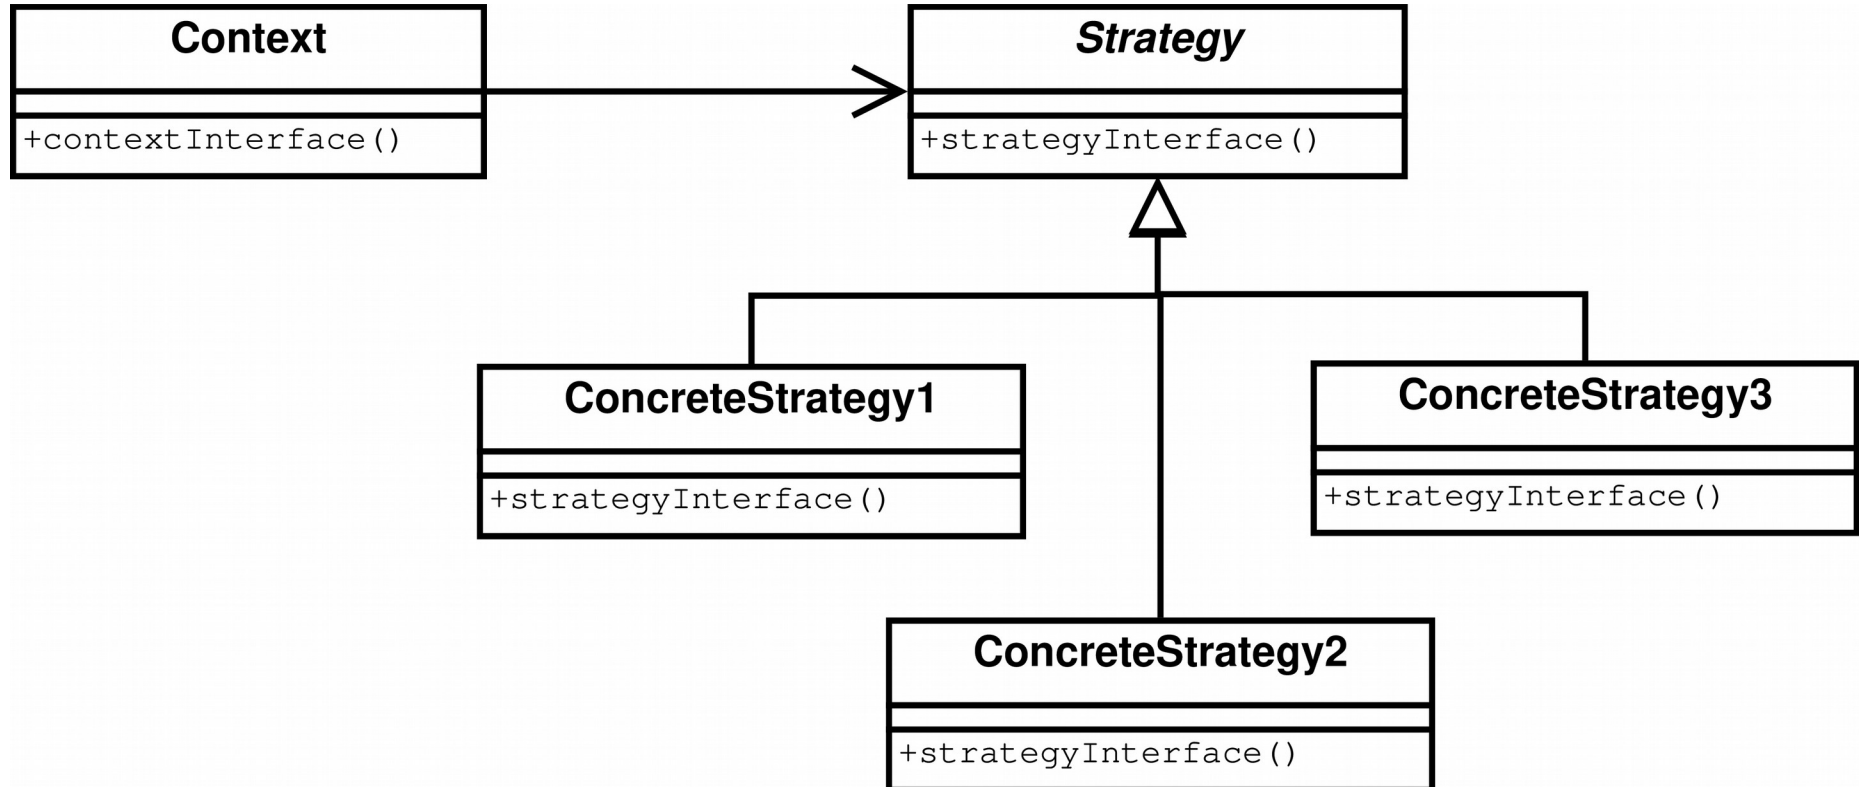 Context
+contextInterface()
Strategy
+strategyInterface()
ConcreteStrategy1
+strategyInterface()
ConcreteStrategy3
+strategyInterface()
ConcreteStrategy2
+strategyInterface()